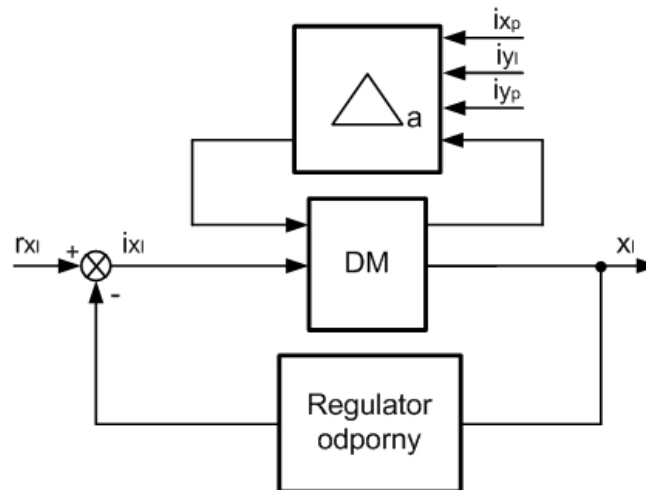 ixp
iyl
iyp
△a
rxl
+
ixl
DM
xl
-
Regulator
odporny